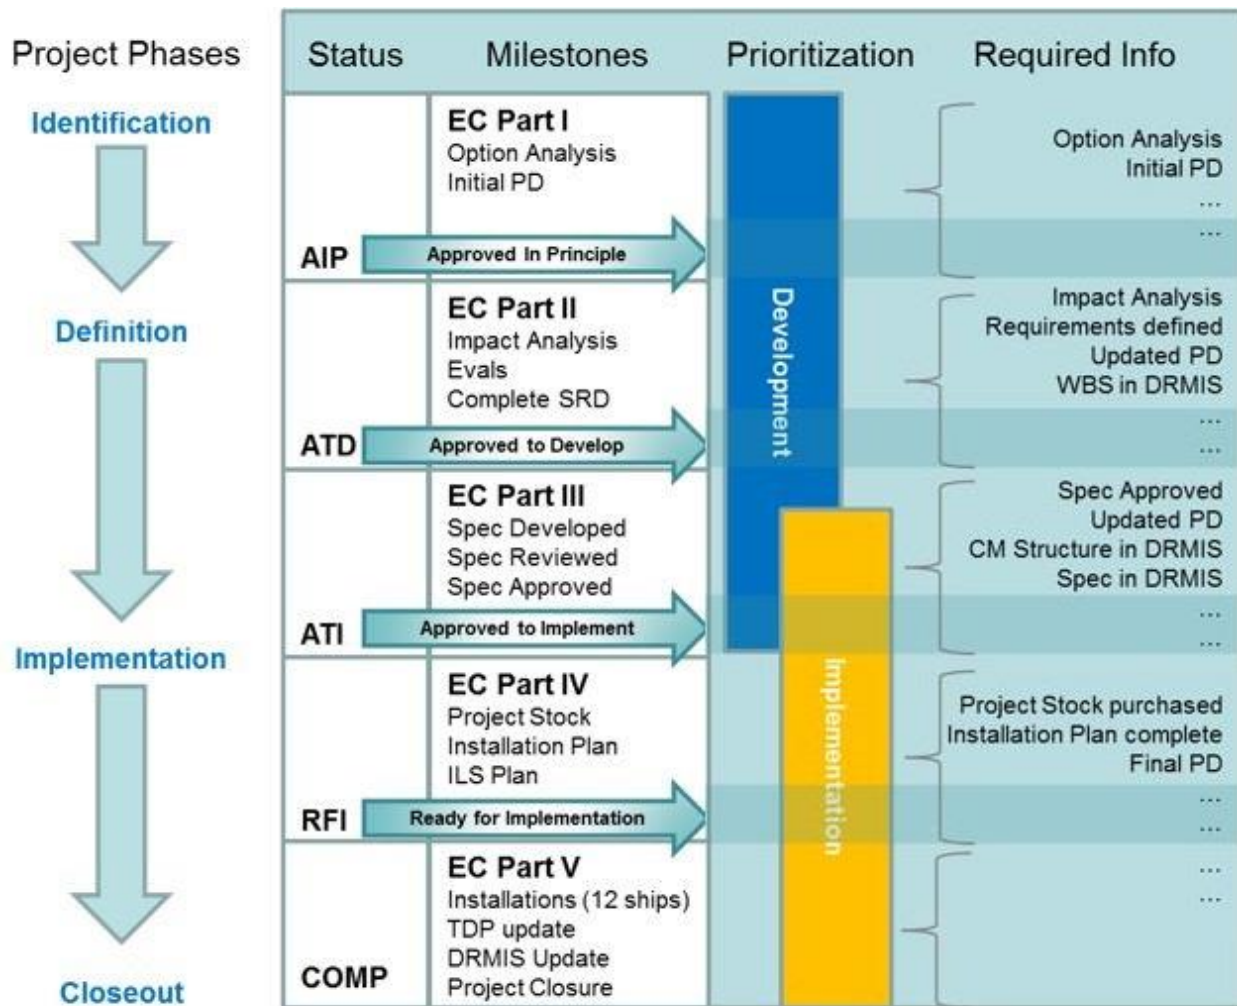 Project Phases
Status
Milestones
Prioritization
Required Info
Identification
Definition
Implementation
Closeout
EC Part I
Option Analysis
Initial PD
AIP
Approved In Principle
EC Part II
Impact Analysis
Evals
Complete SRD
ATD
Approved to Develop
EC Part III
Spec Developed
Spec Reviewed
Spec Approved
ATI
Approved to Implement
EC Part IV
Project Stock
Installation Plan
ILS Plan
RFI
Ready for Implementation
EC Part V
Installations (12 ships)
TDP update
DRMIS Update
Project Closure
COMP
Development
Implementation
Option Analysis
Initial PD
...
...
Impact Analysis
Requirements defined
Updated PD
WBS in DRMIS
...
...
Spec Approved
Updated PD
CM Structure in DRMIS
Spec in DRMIS
...
...
Project Stock purchased
Installation Plan complete
Final PD
...
...
...
...